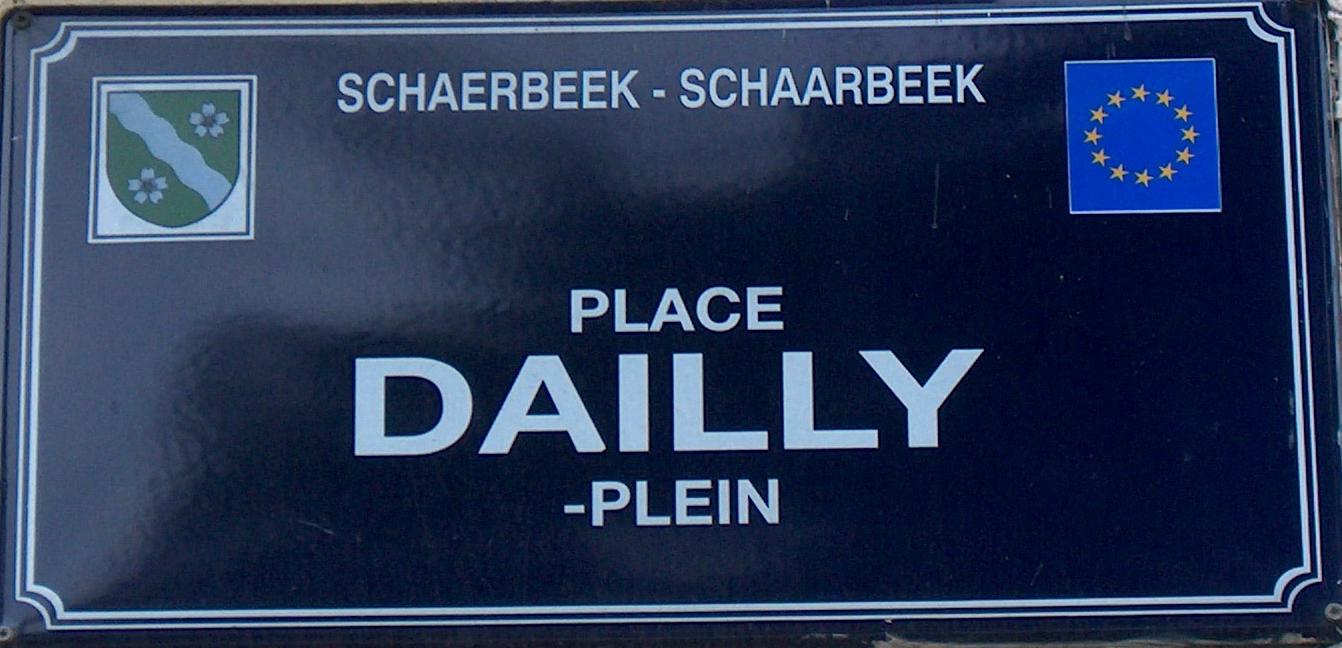 SCHAERBEEK - SCHAARBEEK
PLACE
DAILLY
-PLEIN